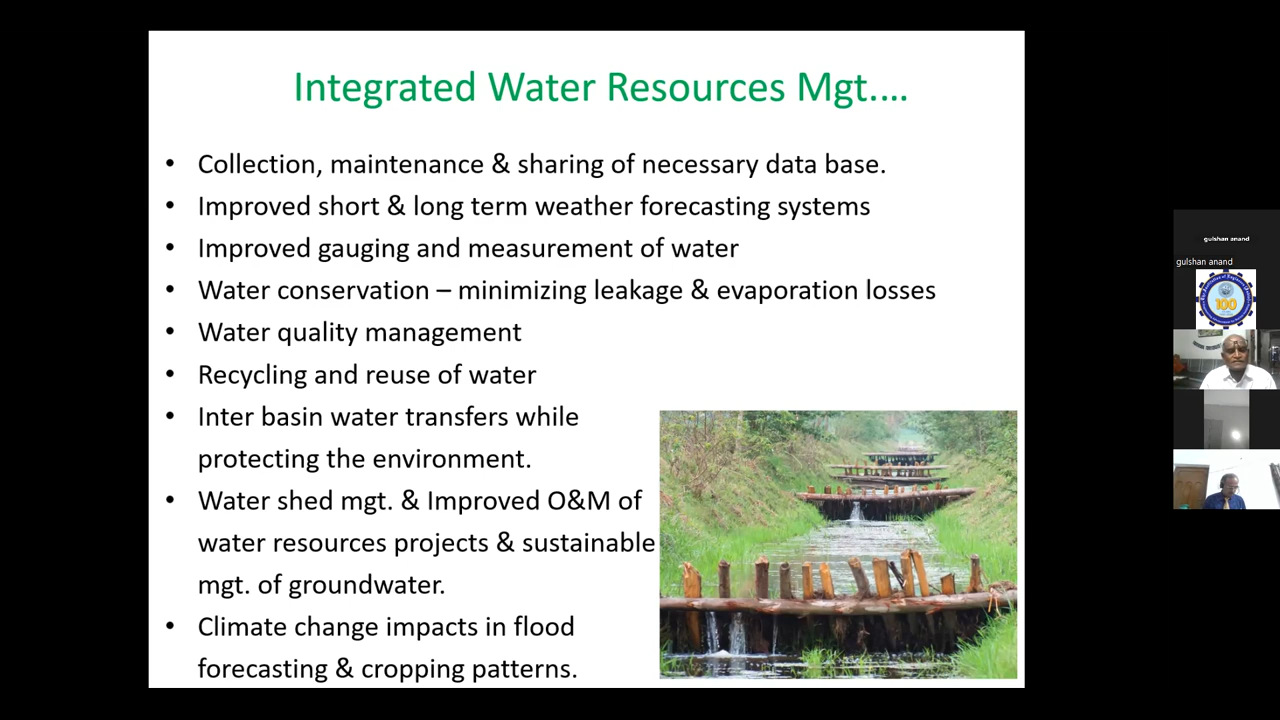 Integrated Water Resources Mgt....
• Collection, maintenance & sharing of necessary data base.
• Improved short & long term weather forecasting systems
• Improved gauging and measurement of water
• Water conservation – minimizing leakage & evaporation losses
• Water quality management
• Recycling and reuse of water
• Inter basin water transfers while
protecting the environment.
• Water shed mgt. & Improved O&M of
water resources projects & sustainable
mgt. of groundwater.
• Climate change impacts in flood
forecasting & cropping patterns.
gulshan anand
gulshan anand
100